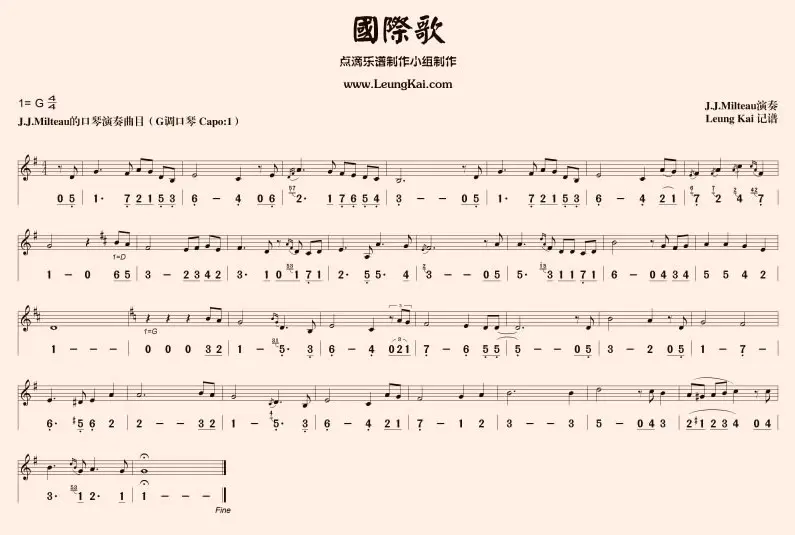 國際歌
点滴乐谱制作小组制作
www.LeungKai.com
1= G 4/4
J.J.Milteau演奏
J.J.Milteau的口琴演奏曲目（G调口琴 Capo:1）
Leung Kai 记谱
0 5 | 1· 7 2 1 5 3 | 6 - 4 0 6 | 2· 1 7 6 5 4 | 3 - - 0 5 | 1· 7 2 1 5 3 | 6 - 4 2 1 | 7 2 4 7 |
1=D
1 - 0 6 5 | 3 - 2 3 4 2 | 3· 1 0 1 7 1 | 2· 5 5· 4 | 3 - - 0 5 | 5· 3 1 1 7 1 | 6 - 0 4 3 4 | 5 5 4 2 |
1=G
1 - - - | 0 0 0 3 2 | 1 - 5· 3 | 6 - 4 0 2 1 | 7 - 6 5 5 | 5 - - 0 5 | 3 - 2 0 5 | 1 - 7 - |
6· #5 6 2 | 2 - - 3 2 | 1 - 5· 3 | 6 - 4 2 1 | 7 - 1 2 | 3 - - 3 | 5 - 0 4 3 | 2 #1 2 3 4 0 4 |
3· 1 2· 1 | 1 - - - |
Fine